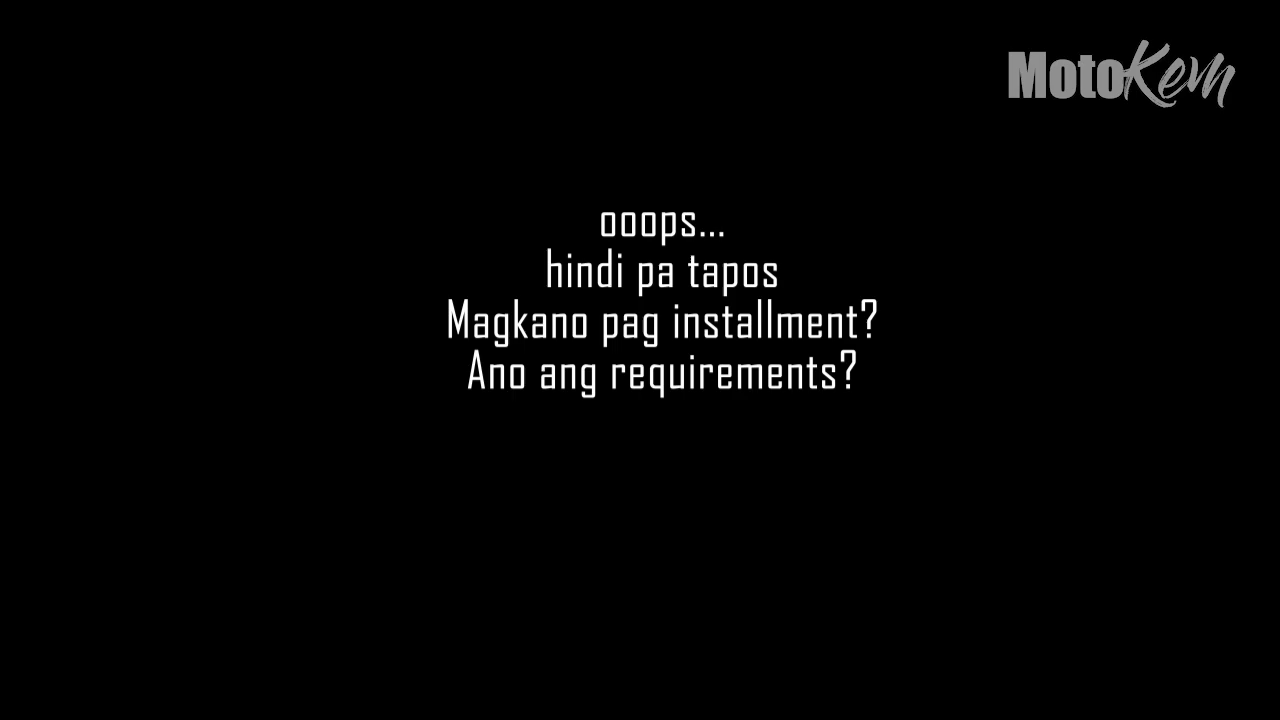 MotoKem
ooops...
hindi pa tapos
Magkano pag installment?
Ano ang requirements?